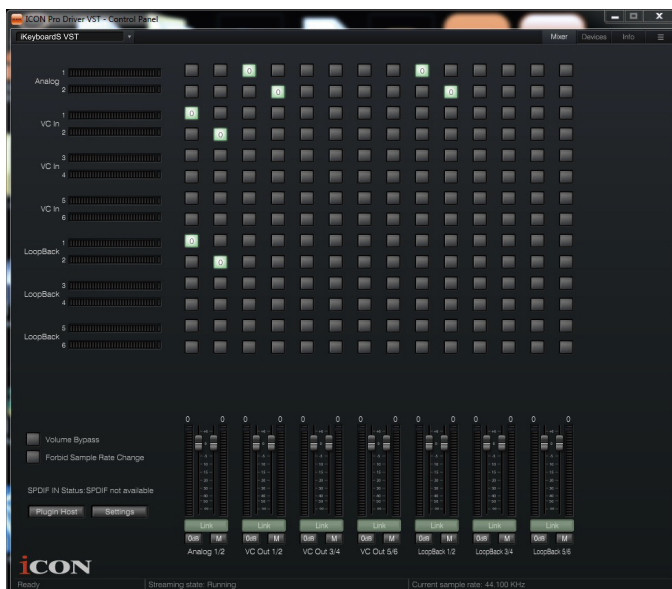 ICON Pro Driver VST - Control Panel
iKeyboardS VST
Mixer Devices Info
Analog 1 0 0
2 0 0
VC In 1 0
2 0
VC In 3
4
VC In 5
6
LoopBack 1 0
2 0
LoopBack 3
4
LoopBack 5
6
0 0 0 0 0 0 0 0 0 0 0 0 0 0
Volume Bypass
Forbid Sample Rate Change
SPDIF IN Status:SPDIF not available
Plugin Host Settings
Link Link Link Link Link Link Link
0dB M 0dB M 0dB M 0dB M 0dB M 0dB M 0dB M
Analog 1/2 VC Out 1/2 VC Out 3/4 VC Out 5/6 LoopBack 1/2 LoopBack 3/4 LoopBack 5/6
iCON
Ready Streaming state: Running Current sample rate: 44.100 KHz